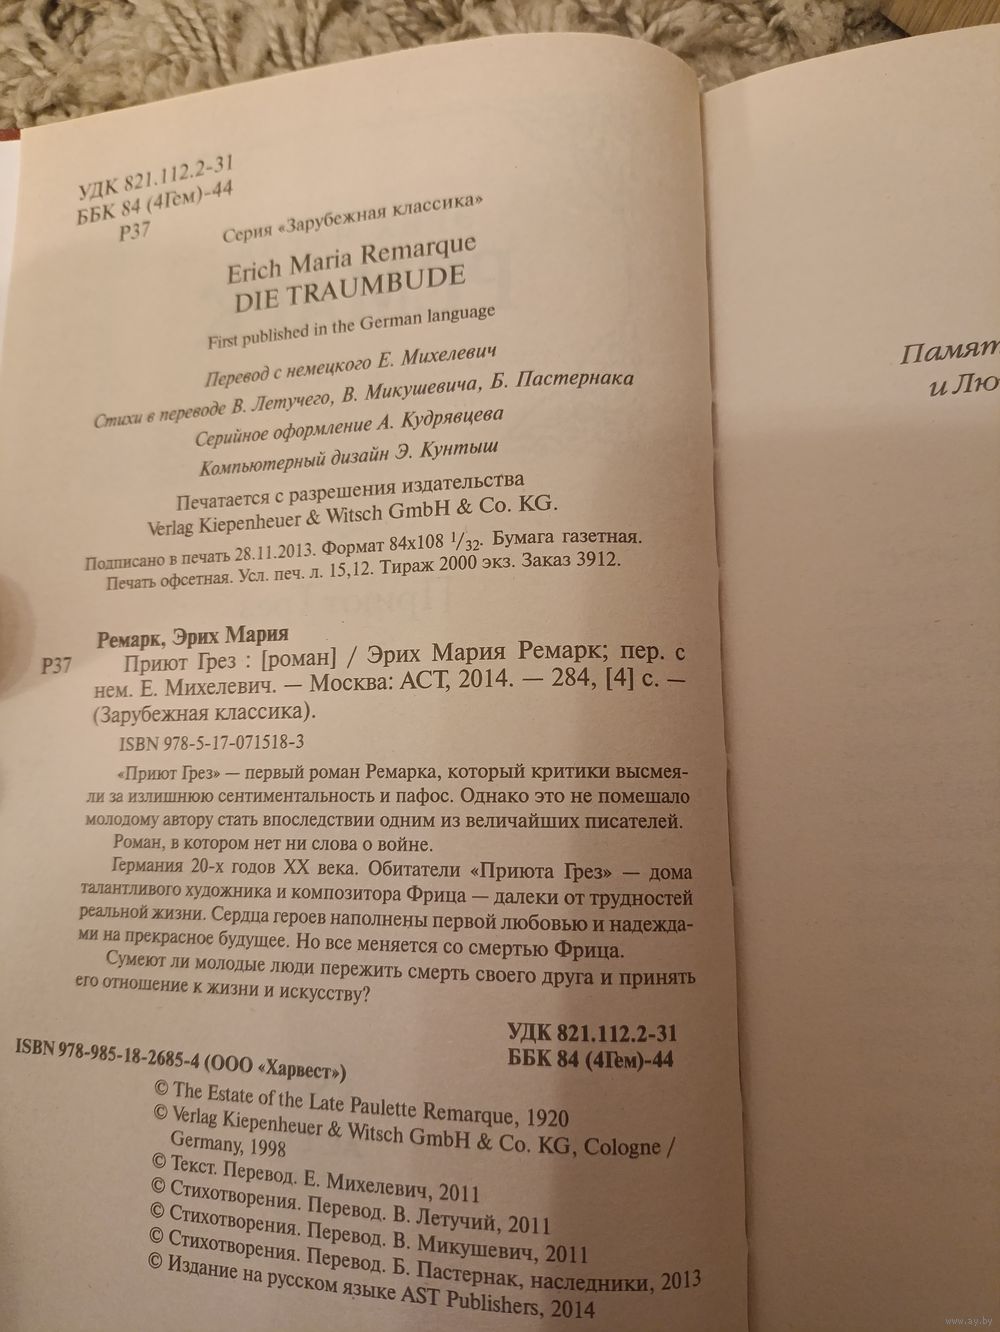 УДК 821.112.2-31
ББК 84 (4Гем)-44
Р37
Серия «Зарубежная классика»
Erich Maria Remarque
DIE TRAUMBUDE
First published in the German language
Перевод с немецкого Е. Михелевич
Стихи в переводе В. Летучего, В. Микушевича, Б. Пастернака
Серийное оформление А. Кудрявцева
Компьютерный дизайн Э. Кунтыш
Печатается с разрешения издательства
Verlag Kiepenheuer & Witsch GmbH & Co. KG.
Подписано в печать 28.11.2013. Формат 84х108 1/32. Бумага газетная.
Печать офсетная. Усл. печ. л. 15,12. Тираж 2000 экз. Заказ 3912.
Ремарк, Эрих Мария
Р37 Приют Грез : [роман] / Эрих Мария Ремарк; пер. с
нем. Е. Михелевич. — Москва: АСТ, 2014. — 284, [4] с. —
(Зарубежная классика).
ISBN 978-5-17-071518-3
«Приют Грез» — первый роман Ремарка, который критики высмея-
ли за излишнюю сентиментальность и пафос. Однако это не помешало
молодому автору стать впоследствии одним из величайших писателей.
Роман, в котором нет ни слова о войне.
Германия 20-х годов XX века. Обитатели «Приюта Грез» — дома
талантливого художника и композитора Фрица — далеки от трудностей
реальной жизни. Сердца героев наполнены первой любовью и надежда-
ми на прекрасное будущее. Но все меняется со смертью Фрица.
Сумеют ли молодые люди пережить смерть своего друга и принять
его отношение к жизни и искусству?
УДК 821.112.2-31
ББК 84 (4Гем)-44
ISBN 978-985-18-2685-4 (ООО «Харвест»)
© The Estate of the Late Paulette Remarque, 1920
© Verlag Kiepenheuer & Witsch GmbH & Co. KG, Cologne /
Germany, 1998
© Текст. Перевод. Е. Михелевич, 2011
© Стихотворения. Перевод. В. Летучий, 2011
© Стихотворения. Перевод. В. Микушевич, 2011
© Стихотворения. Перевод. Б. Пастернак, наследники, 2013
© Издание на русском языке AST Publishers, 2014
Памят
и Лю
www.ay.by